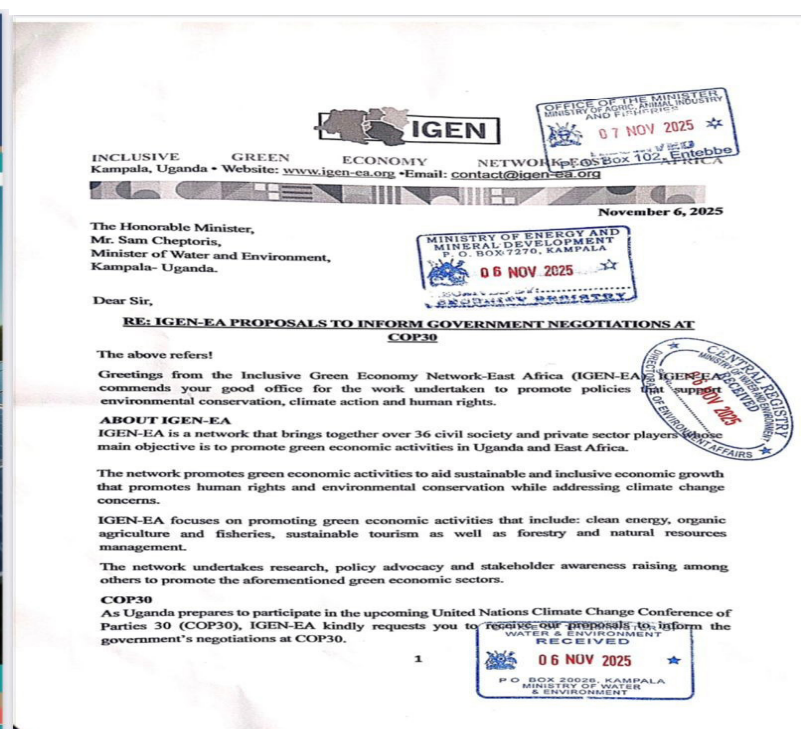 IGEN
OFFICE OF THE MINISTER
MINISTRY OF AGRIC, ANIMAL INDUSTRY
AND FISHERIES
07 NOV 2025
P.O. Box 102, Entebbe
INCLUSIVE GREEN ECONOMY NETWORK-EAST AFRICA
Kampala, Uganda • Website: www.igen-ea.org •Email: contact@igen-ea.org
November 6, 2025
The Honorable Minister,
Mr. Sam Cheptoris,
Minister of Water and Environment,
Kampala- Uganda.
MINISTRY OF ENERGY AND
MINERAL DEVELOPMENT
P. O. BOX 7270, KAMPALA
06 NOV 2025
REGISTRY
Dear Sir,
RE: IGEN-EA PROPOSALS TO INFORM GOVERNMENT NEGOTIATIONS AT
COP30
The above refers!
Greetings from the Inclusive Green Economy Network-East Africa (IGEN-EA). IGEN-EA
commends your good office for the work undertaken to promote policies that support
environmental conservation, climate action and human rights.
CENTRAL REGISTRY
MINISTRY OF WATER AND ENVIRONMENT
RECEIVED
06 NOV 2025
DIRECTORATE OF ENVIRONMENT AFFAIRS
ABOUT IGEN-EA
IGEN-EA is a network that brings together over 36 civil society and private sector players whose
main objective is to promote green economic activities in Uganda and East Africa.
The network promotes green economic activities to aid sustainable and inclusive economic growth
that promotes human rights and environmental conservation while addressing climate change
concerns.
IGEN-EA focuses on promoting green economic activities that include: clean energy, organic
agriculture and fisheries, sustainable tourism as well as forestry and natural resources
management.
The network undertakes research, policy advocacy and stakeholder awareness raising among
others to promote the aforementioned green economic sectors.
COP30
As Uganda prepares to participate in the upcoming United Nations Climate Change Conference of
Parties 30 (COP30), IGEN-EA kindly requests you to receive our proposals to inform the
government's negotiations at COP30.
1
WATER & ENVIRONMENT
RECEIVED
06 NOV 2025
P O BOX 20026, KAMPALA
MINISTRY OF WATER
& ENVIRONMENT